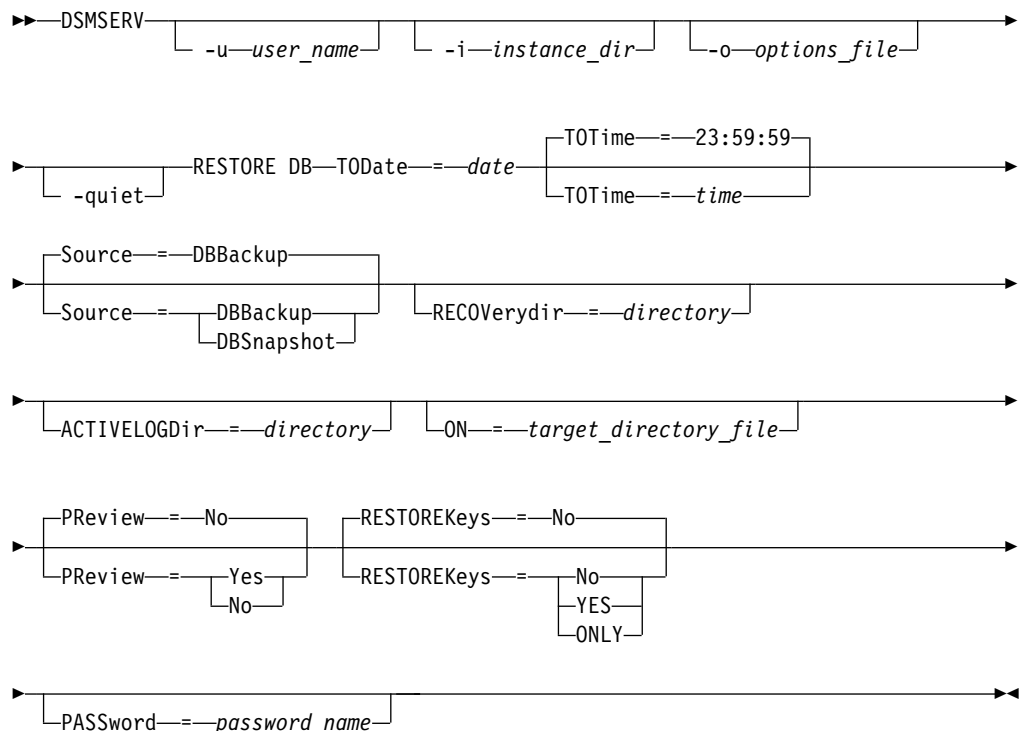 DSMSERV
-u user_name -i instance_dir -o options_file
TOTime = 23:59:59
-quiet RESTORE DB TODate = date
TOTime = time
Source = DBBackup
Source = DBBackup
DBSnapshot
RECOVerydir = directory
ACTIVELOGDir = directory ON = target_directory_file
PReview = No RESTOREKeys = No
PReview = Yes RESTOREKeys = No
No YES
ONLY
PASSword = password_name